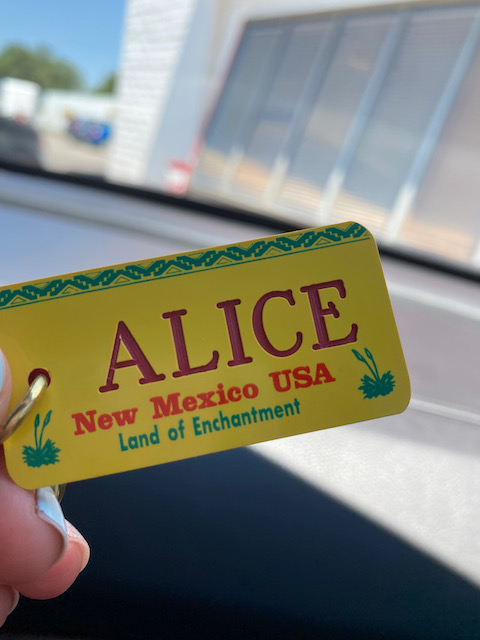 ALICE
New Mexico USA
Land of Enchantment